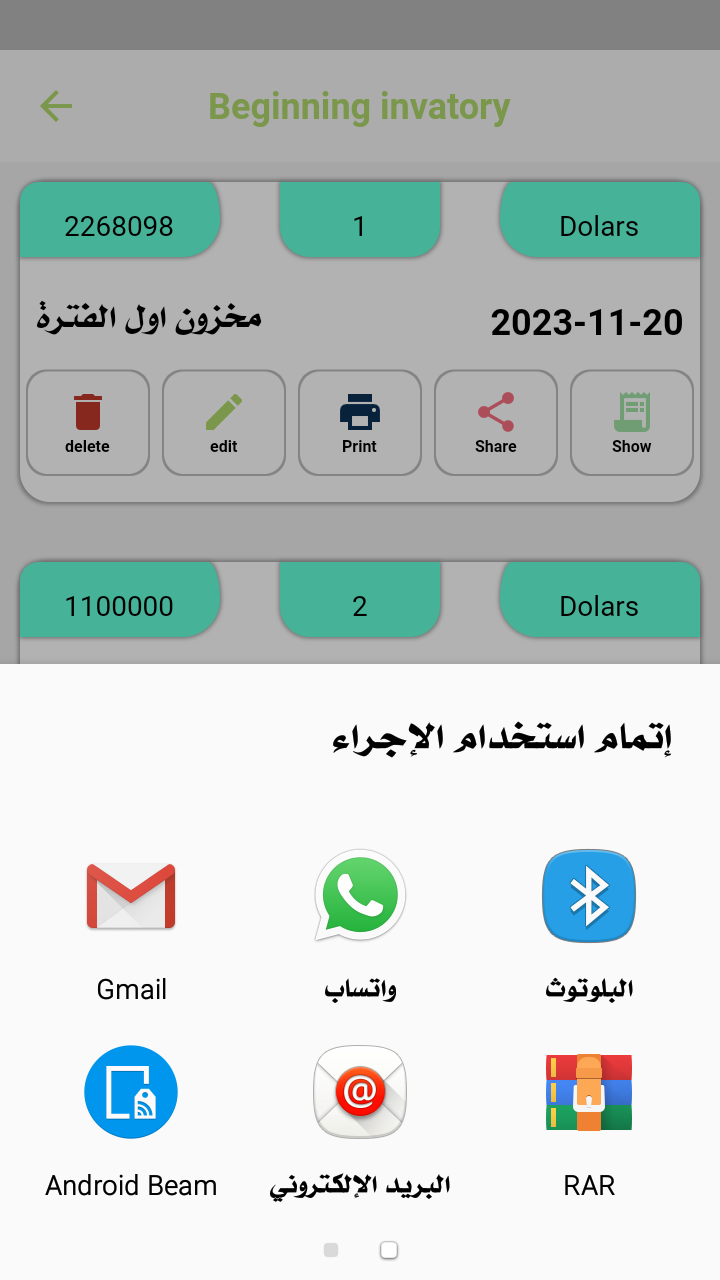 Beginning invatory
2268098
1
Dolars
مخزون اول الفترة
2023-11-20
delete
edit
Print
Share
Show
1100000
2
Dolars
إتمام استخدام الإجراء
Gmail
واتساب
البلوتوث
Android Beam
البريد الإلكتروني
RAR